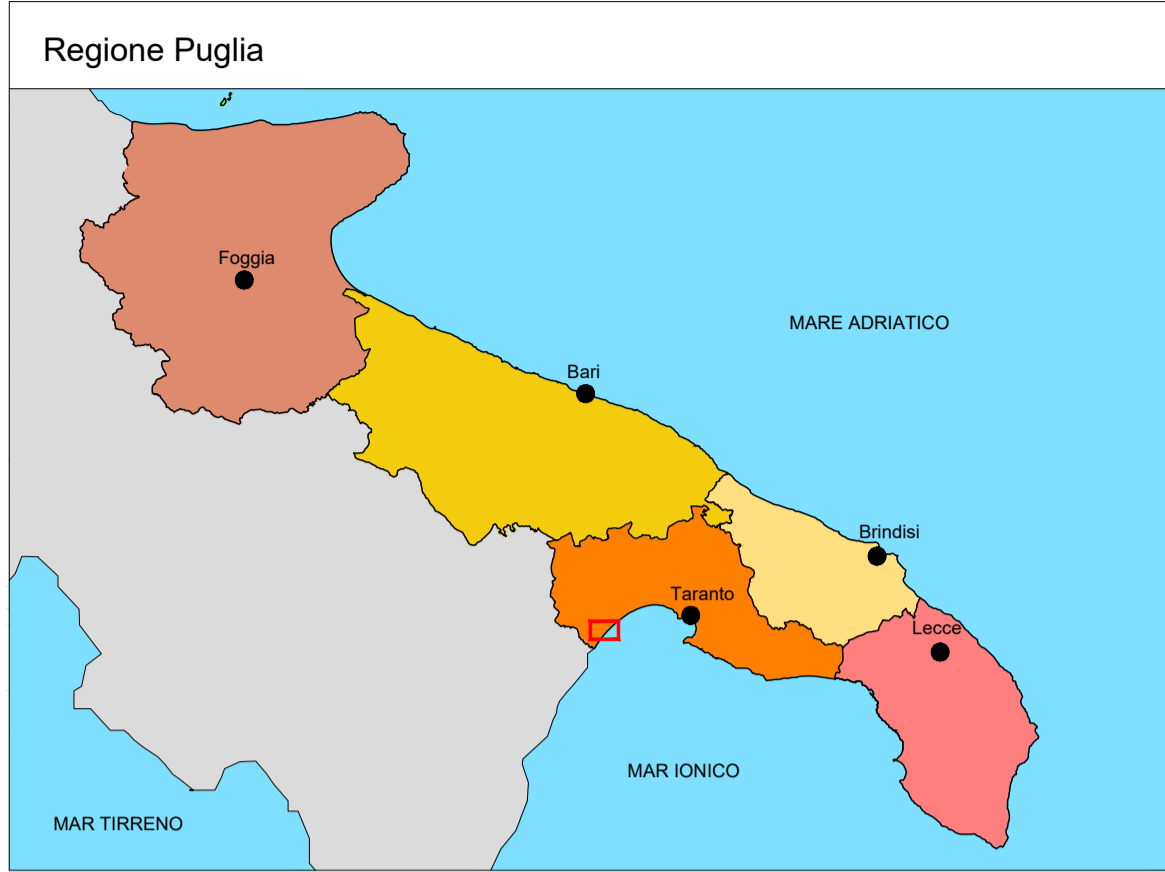 Regione Puglia
Foggia
MARE ADRIATICO
Bari
Brindisi
Taranto
Lecce
MAR IONICO
MAR TIRRENO